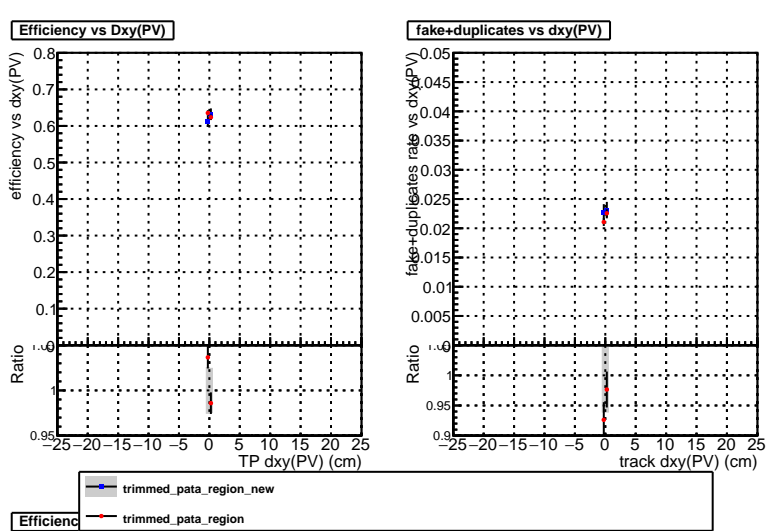 Efficiency vs Dxy(PV)
efficiency vs dxy(PV)
0.8
0.7
0.6
0.5
0.4
0.3
0.2
0.1
Ratio
1
0.95
−25 −20 −15 −10 −5 0 5 10 15 20 25
TP dxy(PV) (cm)
fake+duplicates vs dxy(PV)
fake+duplicates rate vs dxy(PV)
0.05
0.045
0.04
0.035
0.03
0.025
0.02
0.015
0.01
0.005
Ratio
1
0.95
0.9
−25 −20 −15 −10 −5 0 5 10 15 20 25
track dxy(PV) (cm)
trimmed_pata_region_new
trimmed_pata_region
Efficienc